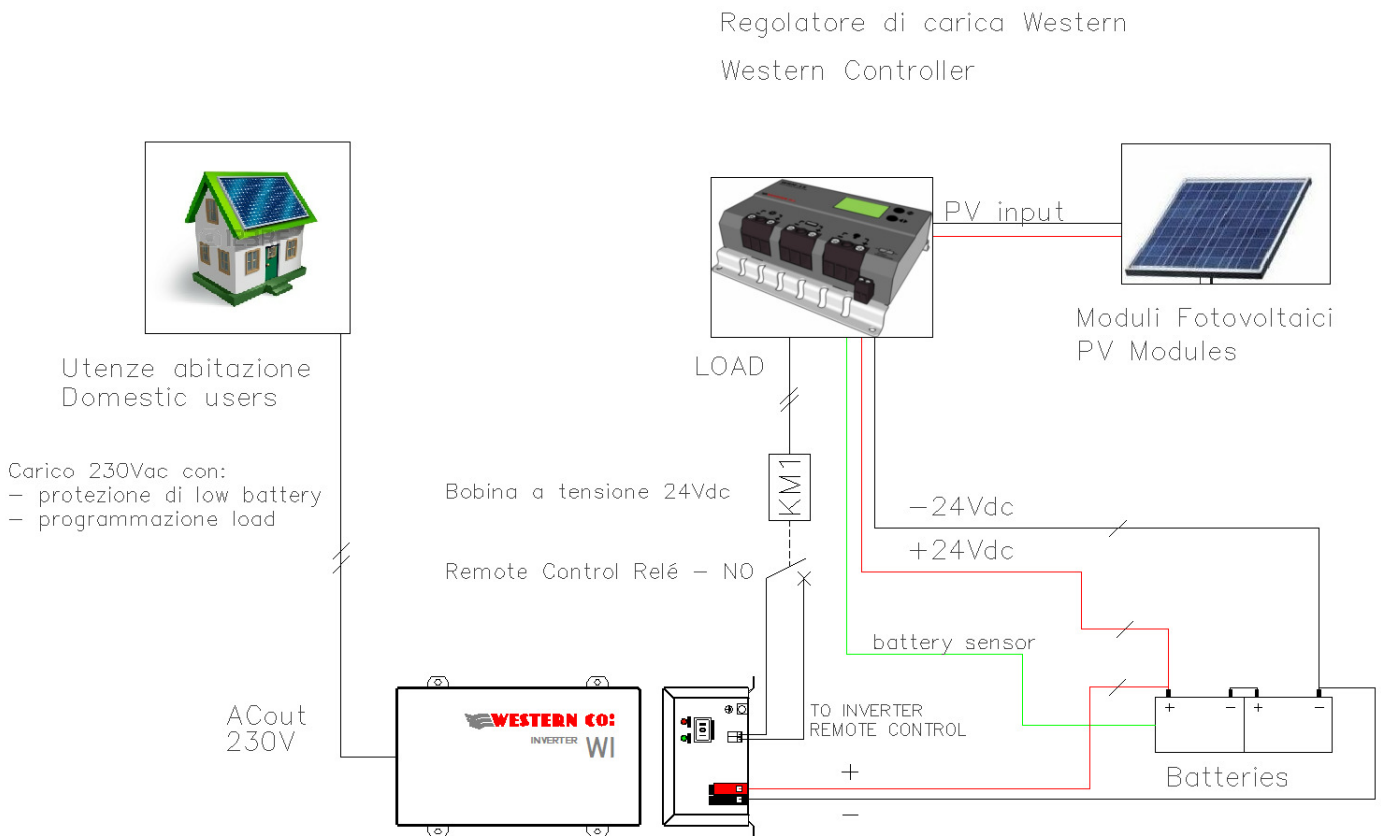 Regolatore di carica Western
Western Controller
PV input
Moduli Fotovoltaici
PV Modules
LOAD
Utenze abitazione
Domestic users
Carico 230Vac con:
– protezione di low battery
– programmazione load
Bobina a tensione 24Vdc
KM1
Remote Control Relé – NO
–24Vdc
+24Vdc
battery sensor
ACout
230V
WESTERN CO:
INVERTER WI
TO INVERTER
REMOTE CONTROL
+ – + –
Batteries
+
–